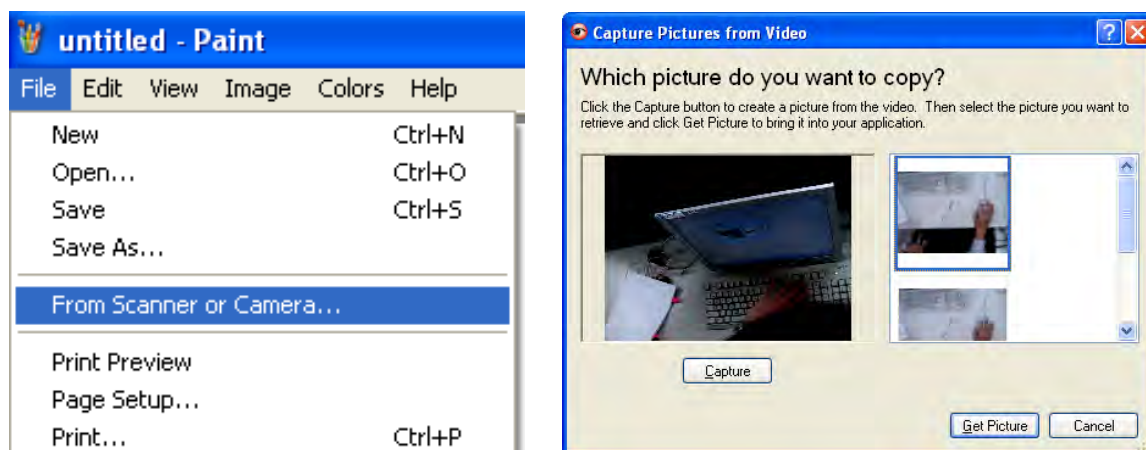 untitled - Paint
File Edit View Image Colors Help
New Ctrl+N
Open... Ctrl+O
Save Ctrl+S
Save As...
From Scanner or Camera...
Print Preview
Page Setup...
Print... Ctrl+P
Capture Pictures from Video
Which picture do you want to copy?
Click the Capture button to create a picture from the video. Then select the picture you want to
retrieve and click Get Picture to bring it into your application.
Capture
Get Picture Cancel